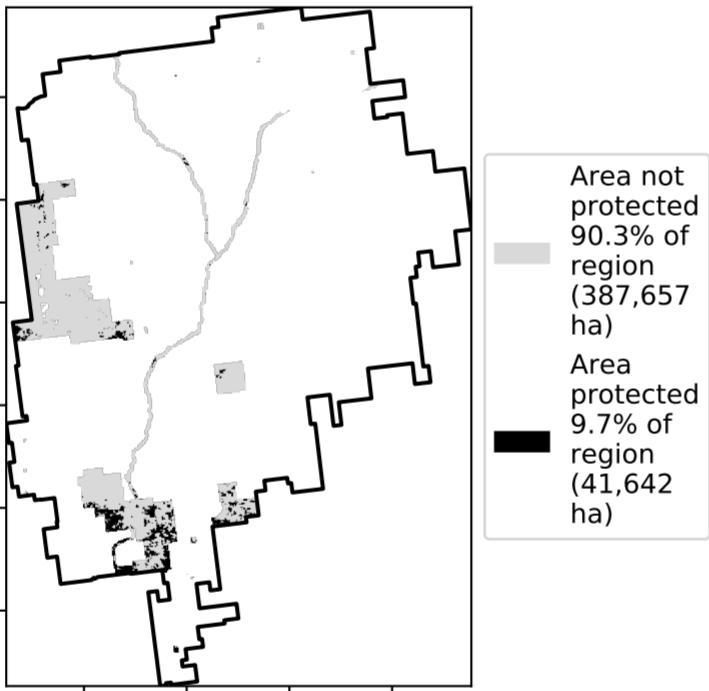 Area not
protected
90.3% of
region
(387,657
ha)
Area
protected
9.7% of
region
(41,642
ha)